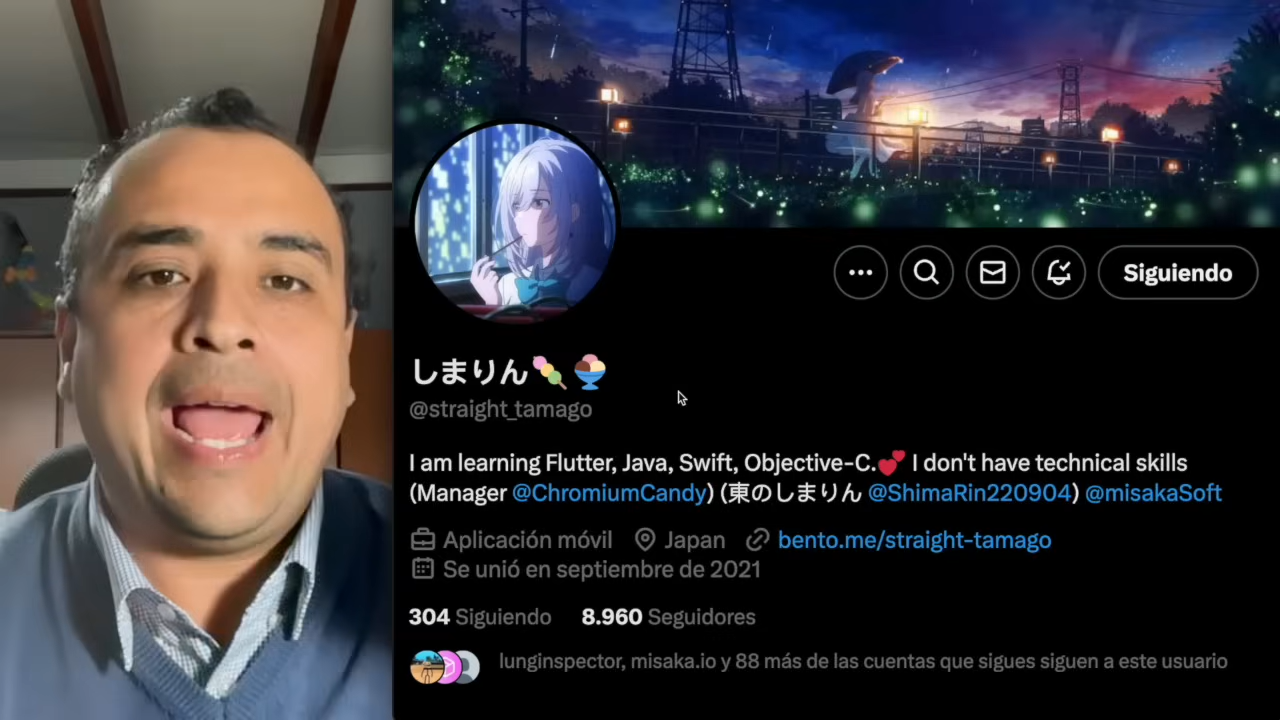 Siguiendo
しまりん🍡🍨
@straight_tamago
I am learning Flutter, Java, Swift, Objective-C.💕 I don't have technical skills
(Manager @ChromiumCandy) (東のしまりん @ShimaRin220904) @misakaSoft
Aplicación móvil Japan bento.me/straight-tamago
Se unió en septiembre de 2021
304 Siguiendo 8.960 Seguidores
lunginspector, misaka.io y 88 más de las cuentas que sigues siguen a este usuario